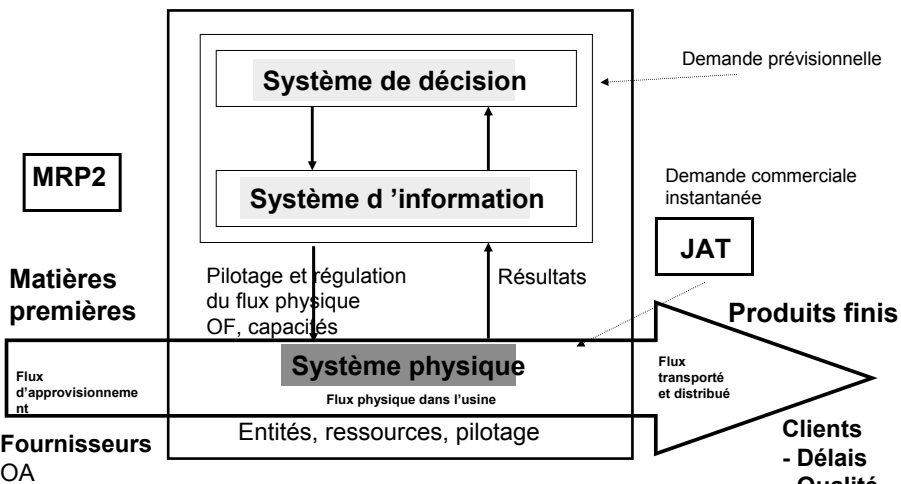 Demande prévisionnelle
Système de décision
MRP2
Système d ’information
Demande commerciale
instantanée
JAT
Pilotage et régulation
du flux physique
OF, capacités
Résultats
Matières
premières
Produits finis
Système physique
Flux physique dans l’usine
Flux
d’approvisionneme
nt
Flux
transporté
et distribué
Entités, ressources, pilotage
Fournisseurs
OA
Clients
- Délais
- Qualité